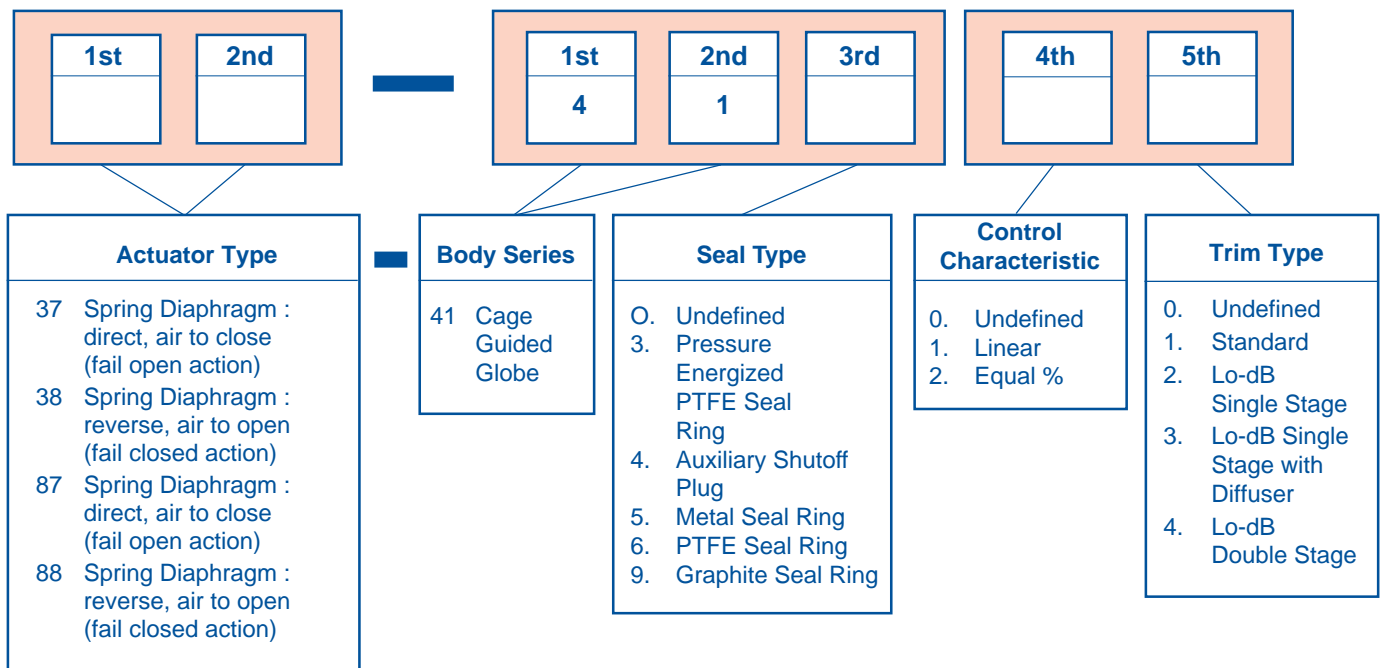 1st
2nd
1st
4
2nd
1
3rd
4th
5th
Actuator Type
37 Spring Diaphragm :
direct, air to close
(fail open action)
38 Spring Diaphragm :
reverse, air to open
(fail closed action)
87 Spring Diaphragm :
direct, air to close
(fail open action)
88 Spring Diaphragm :
reverse, air to open
(fail closed action)
Body Series
41 Cage
Guided
Globe
Seal Type
O. Undefined
3. Pressure
Energized
PTFE Seal
Ring
4. Auxiliary Shutoff
Plug
5. Metal Seal Ring
6. PTFE Seal Ring
9. Graphite Seal Ring
Control
Characteristic
0. Undefined
1. Linear
2. Equal %
Trim Type
0. Undefined
1. Standard
2. Lo-dB
Single Stage
3. Lo-dB Single
Stage with
Diffuser
4. Lo-dB
Double Stage